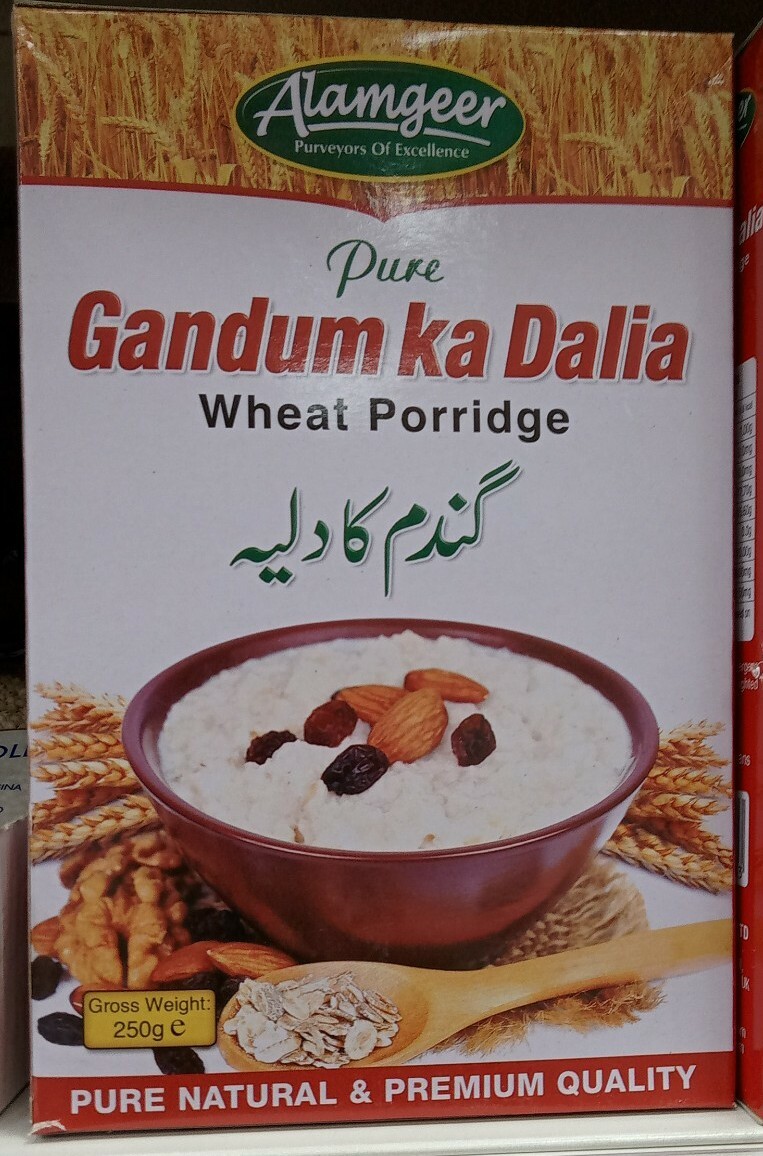 Alamgeer
Purveyors Of Excellence
Pure
Gandum ka Dalia
Wheat Porridge
گندم کا دلیہ
Gross Weight:
250g e
PURE NATURAL & PREMIUM QUALITY